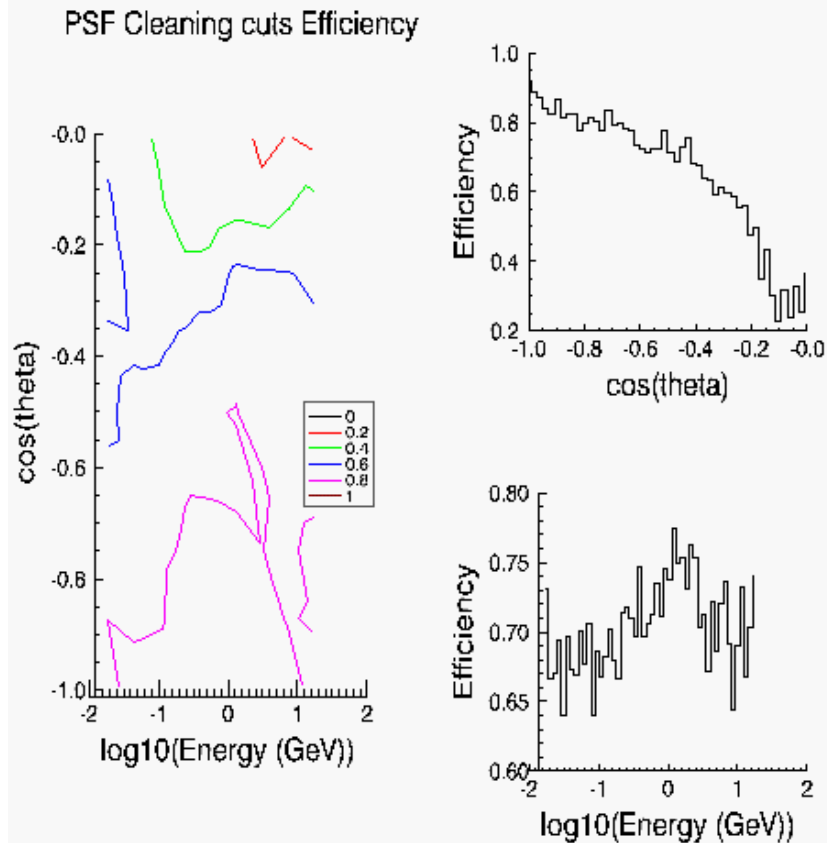 PSF Cleaning cuts Efficiency
-0.0
-0.2
-0.4
-0.6
-0.8
-1.0
cos(theta)
-2 -1 0 1 2
log10(Energy (GeV))
0
0.2
0.4
0.6
0.8
1
1.0
0.8
0.6
0.4
0.2
Efficiency
-1.0 -0.8 -0.6 -0.4 -0.2 -0.0
cos(theta)
0.80
0.75
0.70
0.65
0.60
Efficiency
-2 -1 0 1 2
log10(Energy (GeV))